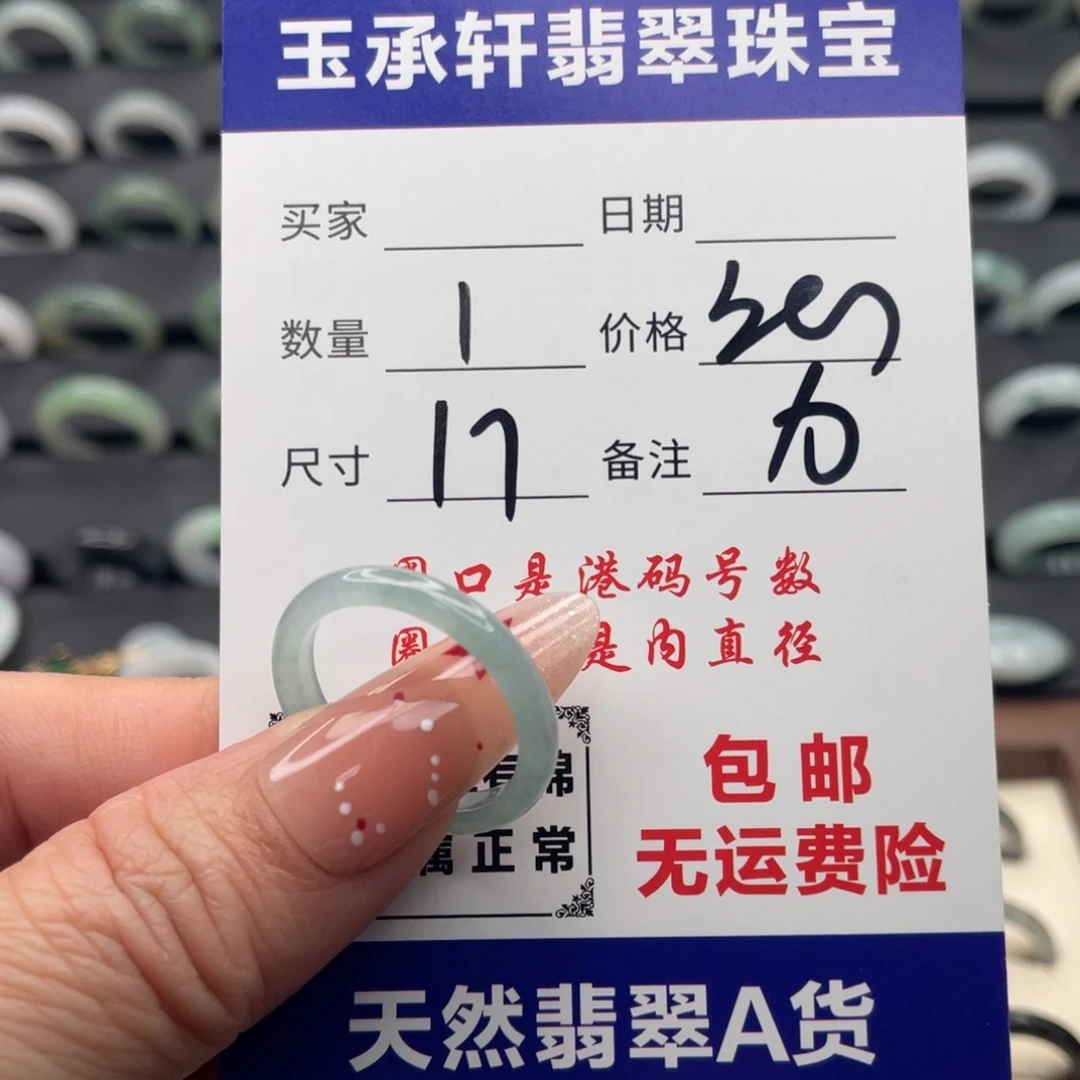 玉承轩翡翠珠宝
买家 日期
数量 1 价格
尺寸 17 备注
口是港码号数
圈 是内直径
有棉
属正常
包邮
无运费险
天然翡翠A货